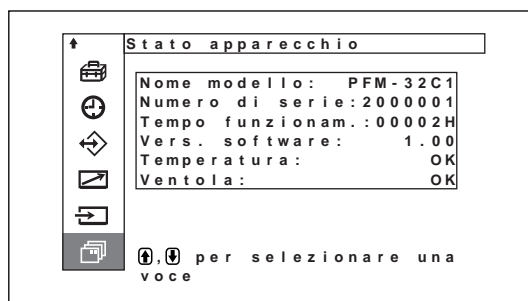 Stato apparecchio
Nome modello: PFM-32C1
Numero di serie:2000001
Tempo funzionam.:00002H
Vers. software: 1.00
Temperatura: OK
Ventola: OK
, per selezionare una
voce